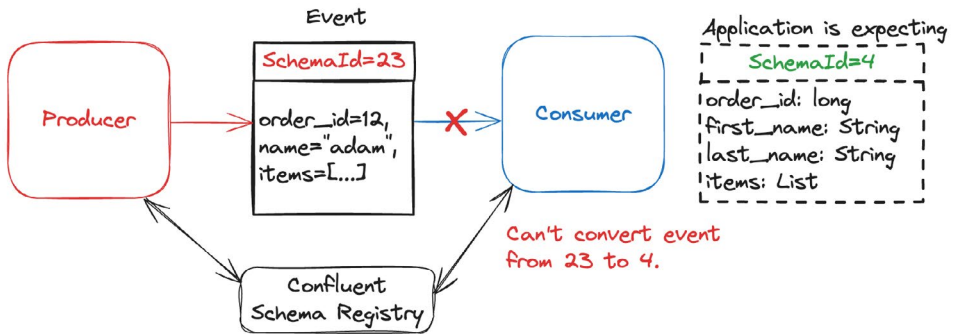 Event
Application is expecting
SchemaId=23
SchemaId=4
Producer
order_id=12,
name="adam",
items=[...]
Consumer
order_id: long
first_name: String
last_name: String
items: List
Can't convert event
from 23 to 4.
Confluent
Schema Registry